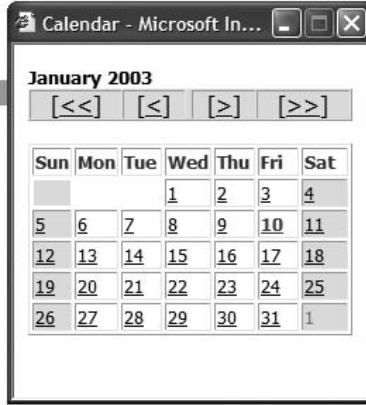 Calendar - Microsoft In...
January 2003
[<<] [<] [>] [>>]
Sun Mon Tue Wed Thu Fri Sat
1 2 3 4
5 6 7 8 9 10 11
12 13 14 15 16 17 18
19 20 21 22 23 24 25
26 27 28 29 30 31 1